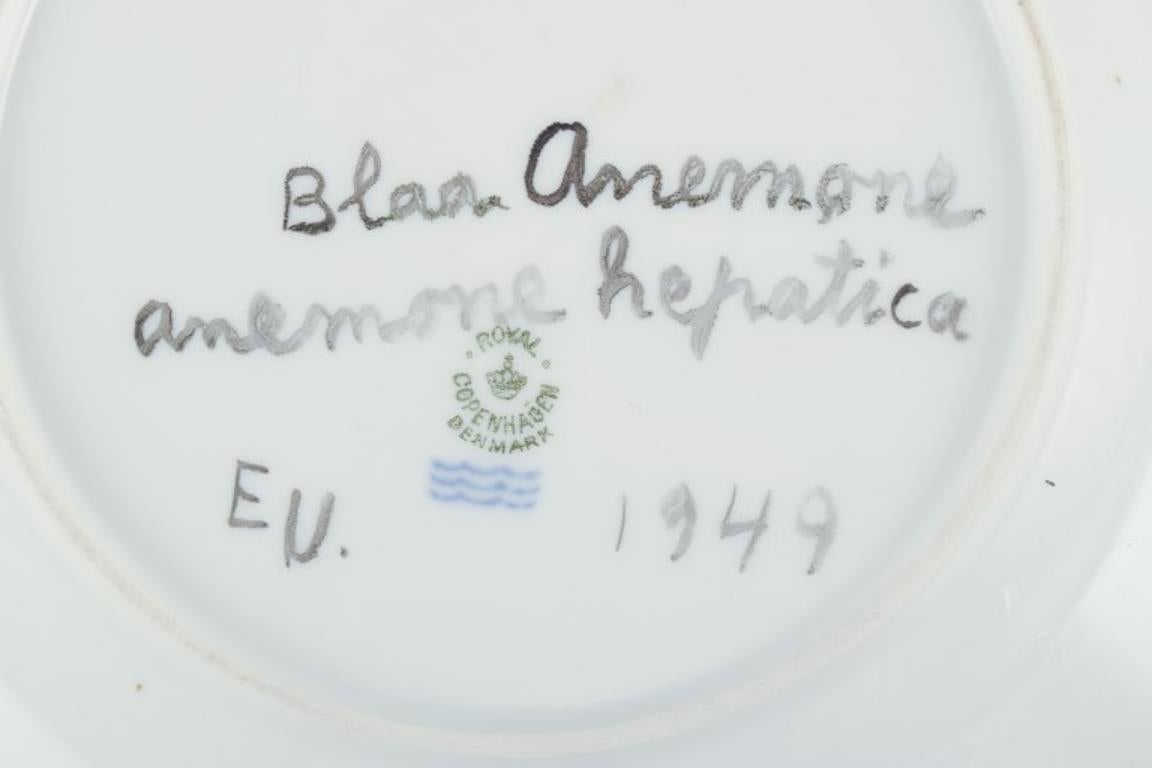 Blaa Anemone
anemone hepatica
ROYAL
COPENHAGEN
DENMARK
EU. 1949